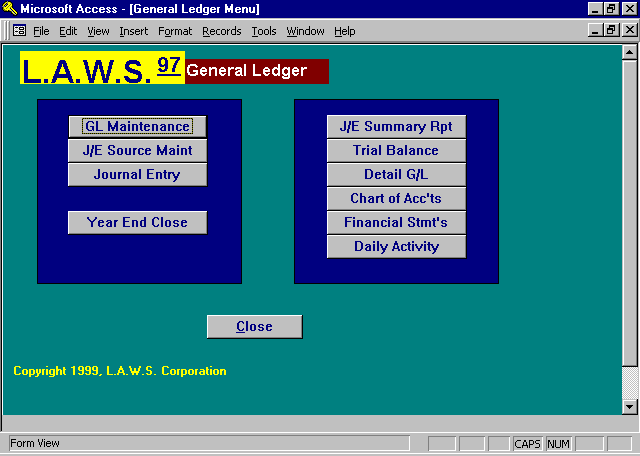 Microsoft Access - [General Ledger Menu]
File Edit View Insert Format Records Tools Window Help
L.A.W.S. 97 General Ledger
GL Maintenance
J/E Source Maint
Journal Entry
Year End Close
J/E Summary Rpt
Trial Balance
Detail G/L
Chart of Acc'ts
Financial Stmt's
Daily Activity
Close
Copyright 1999, L.A.W.S. Corporation
Form View CAPS NUM